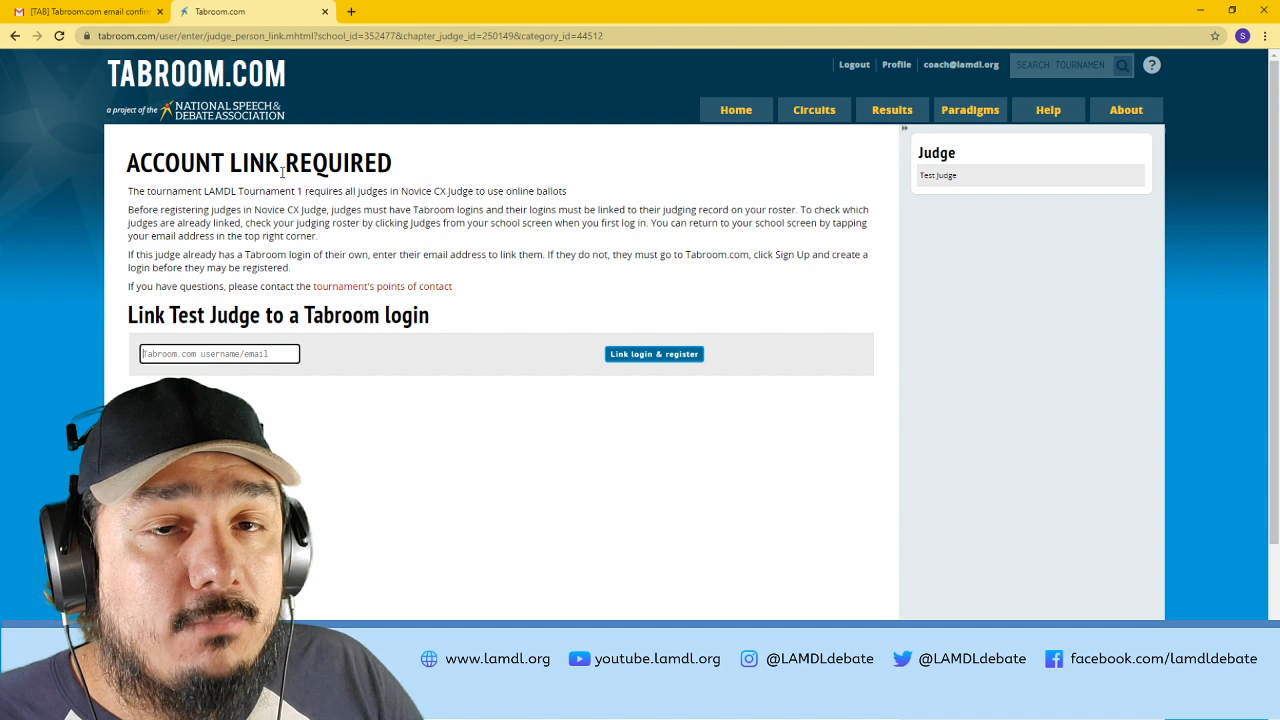 [TAB] Tabroom.com email confirm
Tabroom.com
tabroom.com/user/enter/judge_person_link.mhtml?school_id=352477&chapter_judge_id=250149&category_id=44512
S
TABROOM.COM
a project of the NATIONAL SPEECH & DEBATE ASSOCIATION
Logout
Profile
coach@lamdl.org
SEARCH TOURNAMEN
?
Home
Circuits
Results
Paradigms
Help
About
ACCOUNT LINK REQUIRED
The tournament LAMDL Tournament 1 requires all judges in Novice CX Judge to use online ballots
Before registering judges in Novice CX Judge, judges must have Tabroom logins and their logins must be linked to their judging record on your roster. To check which
judges are already linked, check your judging roster by clicking Judges from your school screen when you first log in. You can return to your school screen by tapping
your email address in the top right corner.
If this judge already has a Tabroom login of their own, enter their email address to link them. If they do not, they must go to Tabroom.com, click Sign Up and create a
login before they may be registered.
If you have questions, please contact the tournament's points of contact
Link Test Judge to a Tabroom login
Tabroom.com username/email
Link login & register
Judge
Test Judge
www.lamdl.org
youtube.lamdl.org
@LAMDLdebate
@LAMDLdebate
facebook.com/lamdldebate